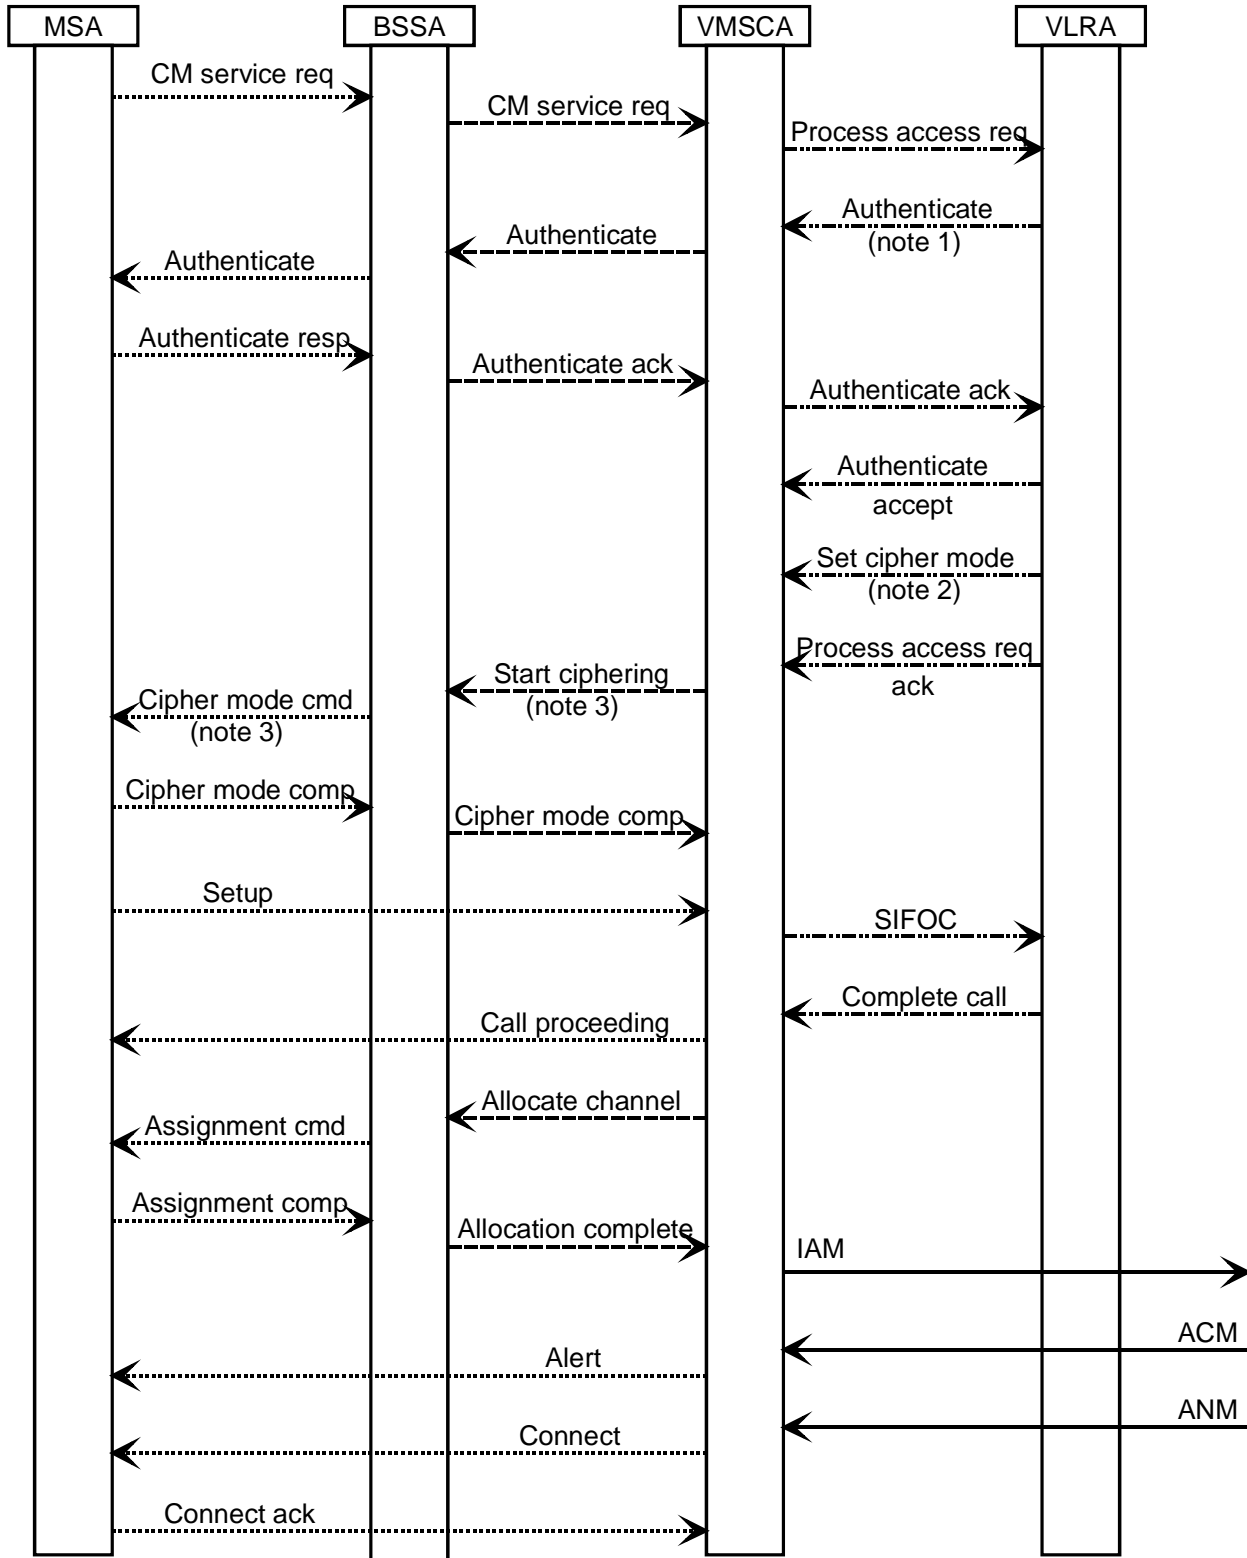 MSA
BSSA
VMSCA
VLRA
CM service req
CM service req
Process access req
Authenticate
(note 1)
Authenticate
Authenticate
Authenticate resp
Authenticate ack
Authenticate ack
Authenticate
accept
Set cipher mode
(note 2)
Process access req
ack
Start ciphering
(note 3)
Cipher mode cmd
(note 3)
Cipher mode comp
Cipher mode comp
Setup
SIFOC
Complete call
Call proceeding
Allocate channel
Assignment cmd
Assignment comp
Allocation complete
IAM
ACM
Alert
ANM
Connect
Connect ack